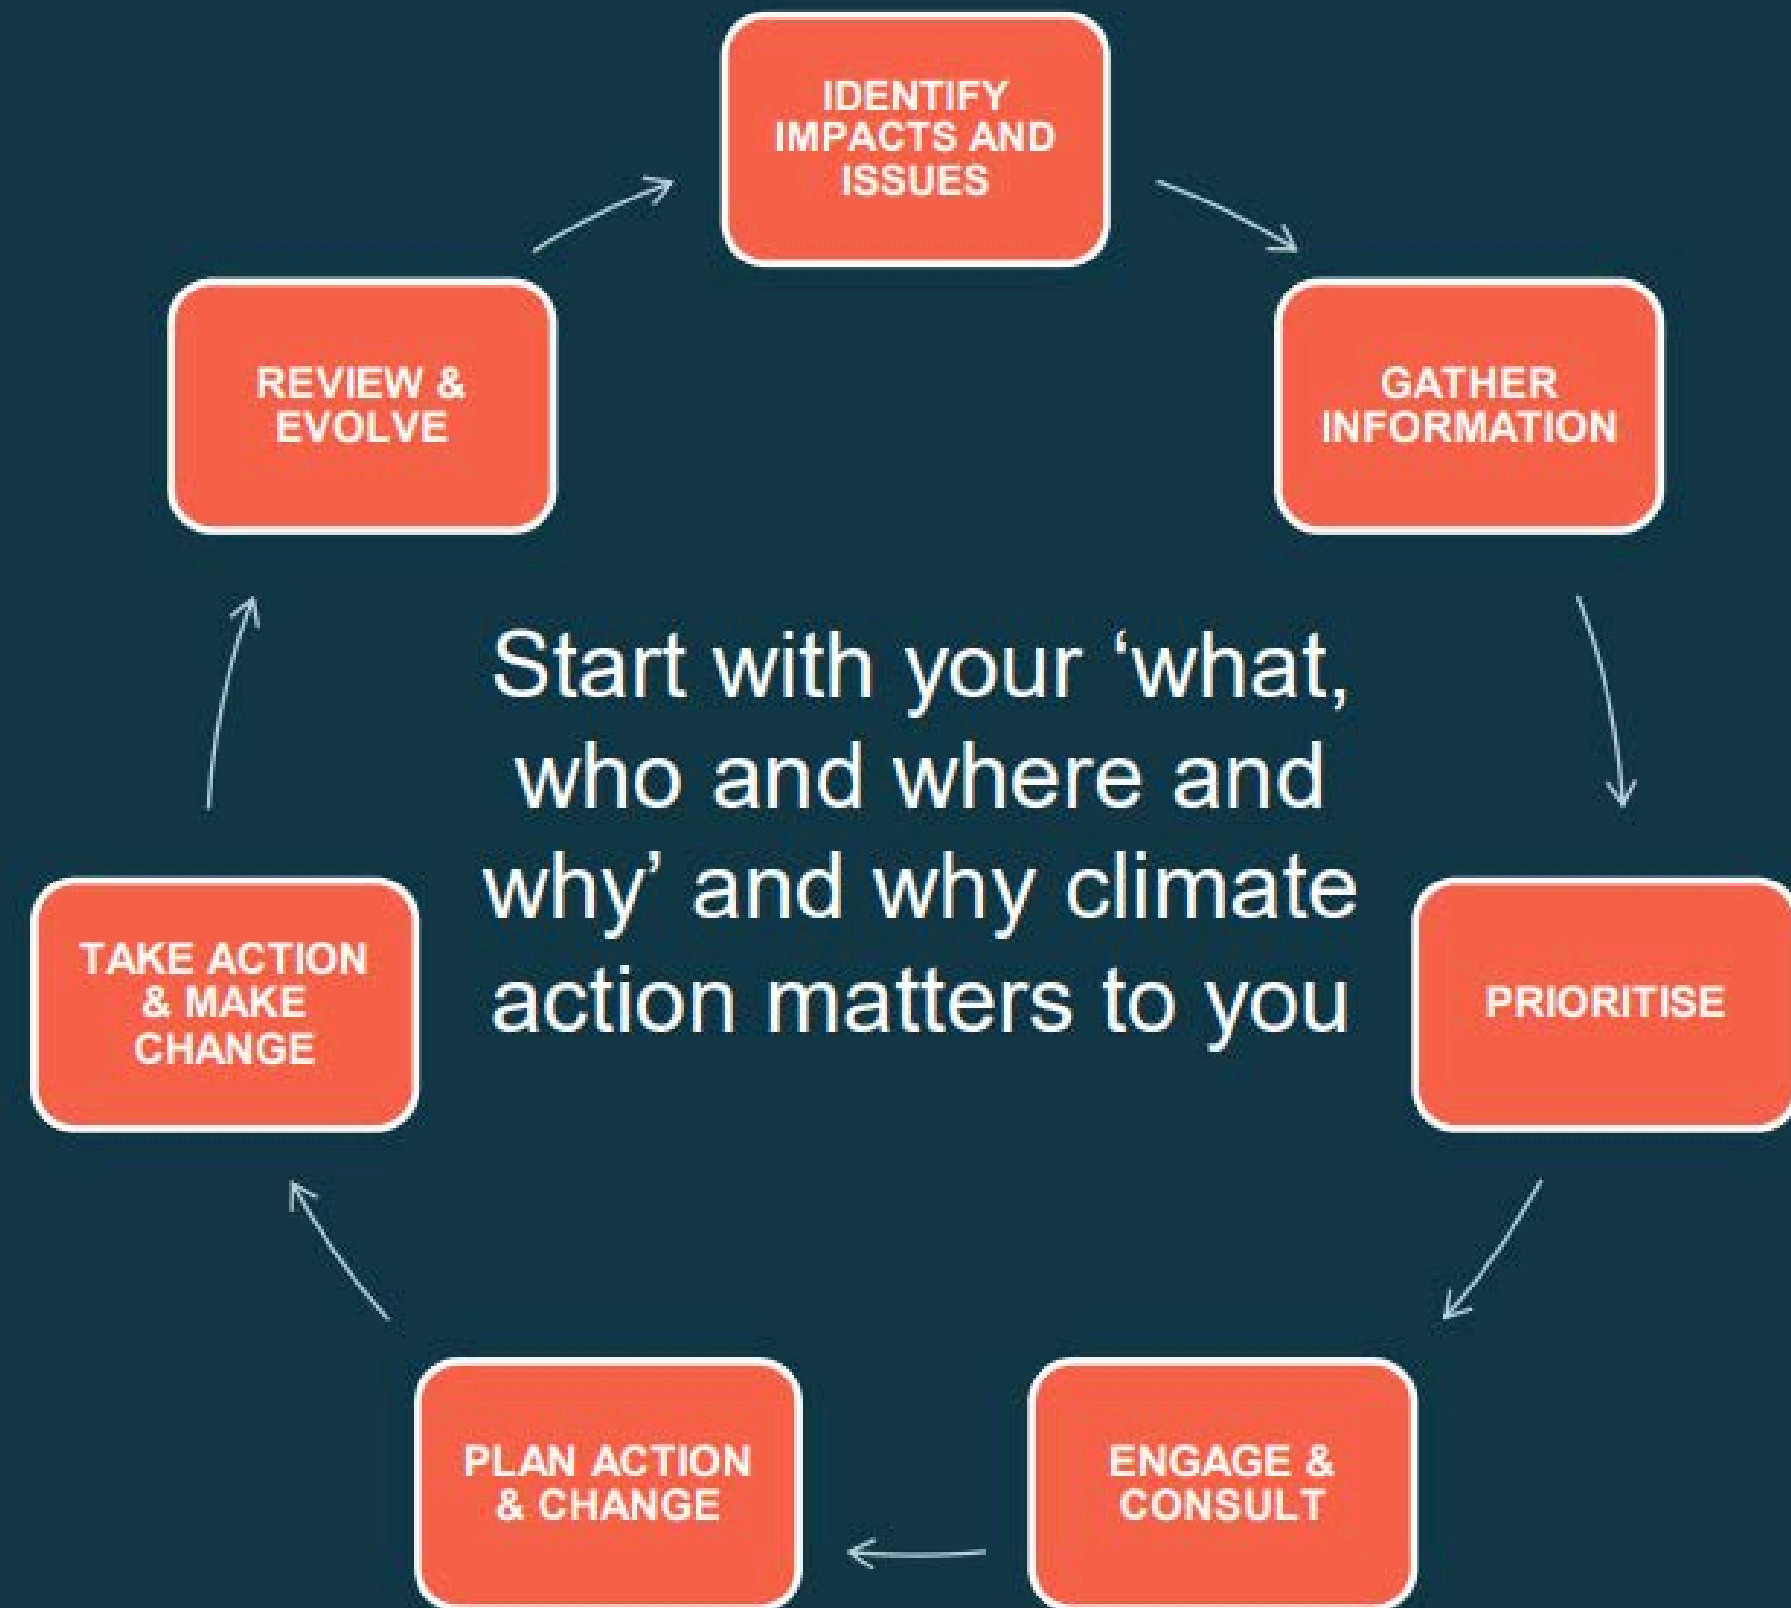 IDENTIFY
IMPACTS AND
ISSUES
GATHER
INFORMATION
PRIORITISE
ENGAGE &
CONSULT
PLAN ACTION
& CHANGE
TAKE ACTION
& MAKE
CHANGE
REVIEW &
EVOLVE
Start with your ‘what,
who and where and
why’ and why climate
action matters to you